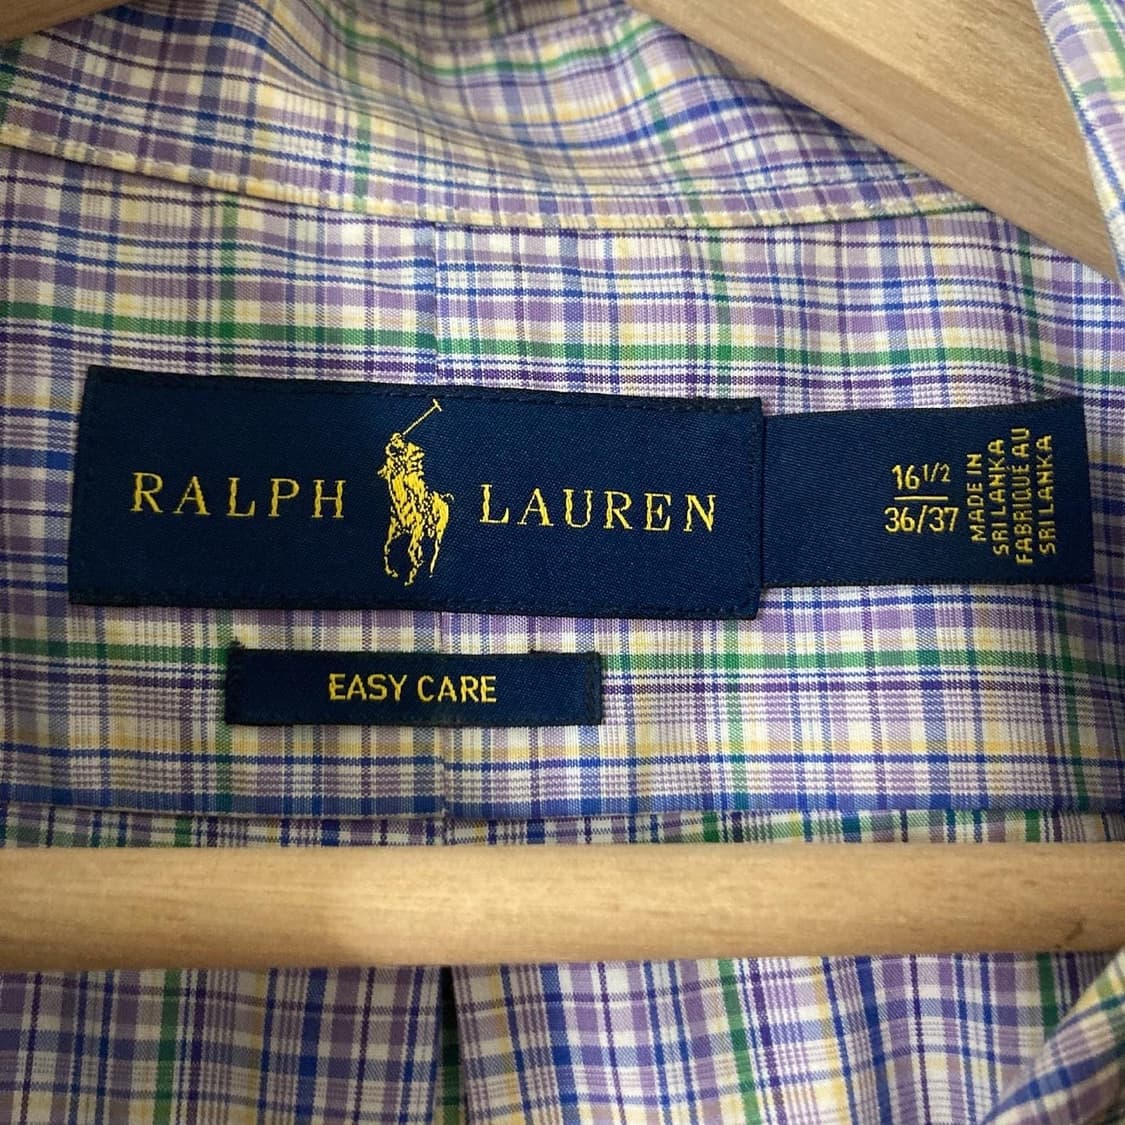 RALPH LAUREN
16 1/2
36/37
MADE IN
SRI LANKA
FABRIQUE AU
SRI LANKA
EASY CARE